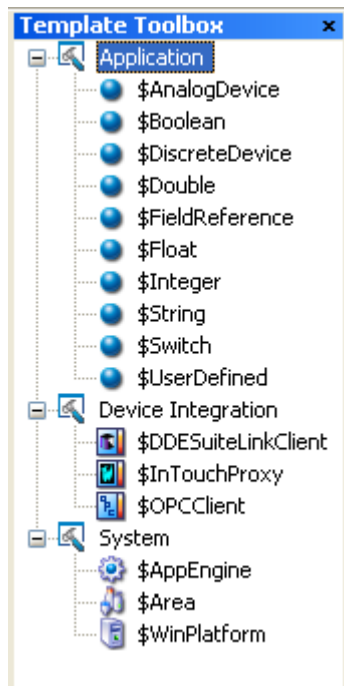 Template Toolbox
Application
$AnalogDevice
$Boolean
$DiscreteDevice
$Double
$FieldReference
$Float
$Integer
$String
$Switch
$UserDefined
Device Integration
$DDESuiteLinkClient
$InTouchProxy
$OPCClient
System
$AppEngine
$Area
$WinPlatform